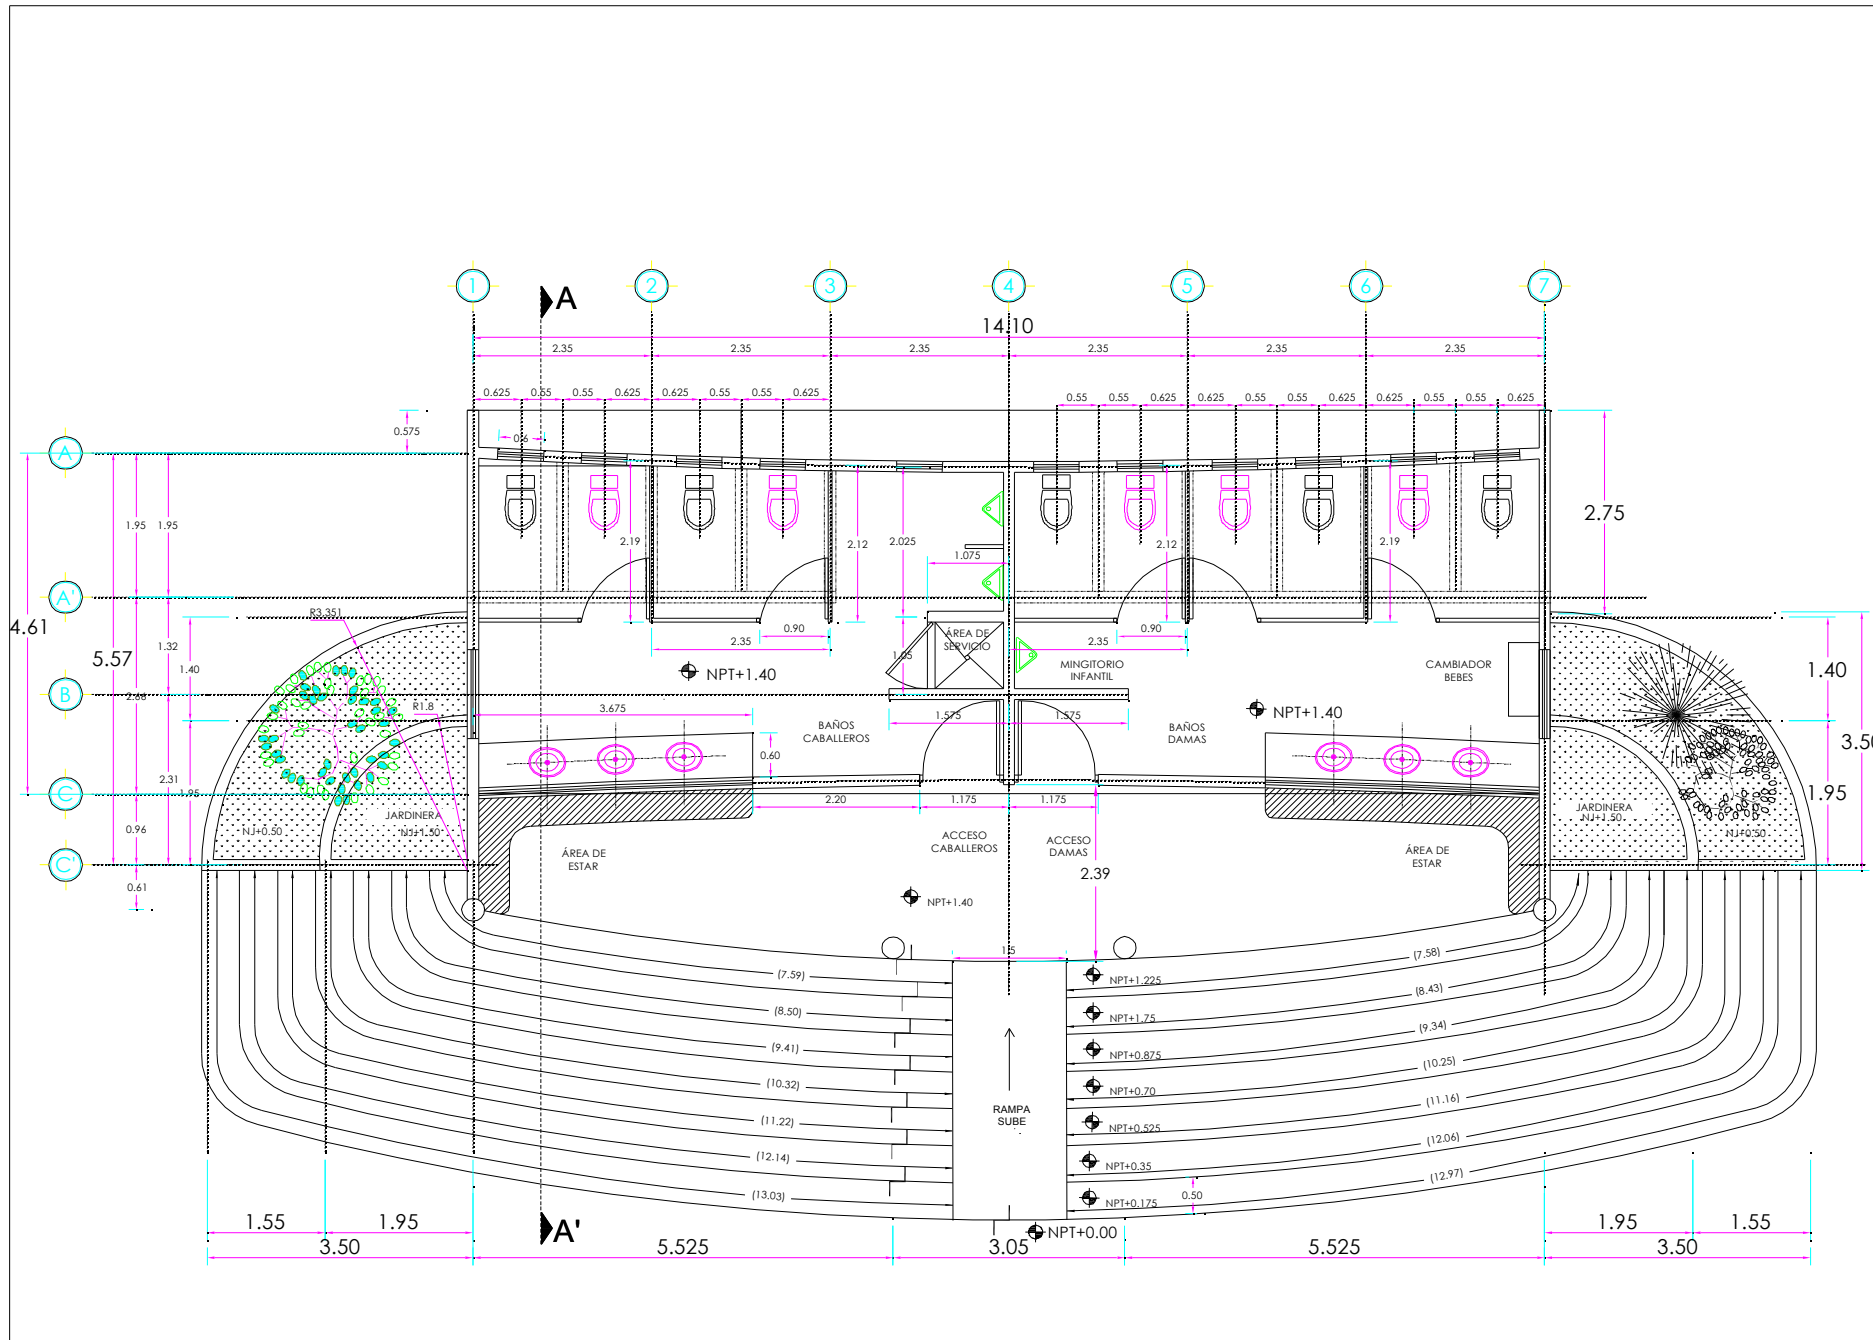 1 2 3 4 5 6 7
A
14.10
2.35 2.35 2.35 2.35 2.35 2.35
0.625 0.55 0.55 0.625 0.625 0.55 0.55 0.625 0.55 0.55 0.625 0.625 0.55 0.55 0.625 0.625 0.55 0.55 0.625
0.575
A
0.6
2.75
1.95 1.95
2.19 2.12 2.025 2.12 2.19
1.075
A'
R3.351
4.61
5.57
1.32
1.40
2.68
0.90 0.90
2.35 2.35
ÁREA DE
SERVICIO
1.05
MINGITORIO
INFANTIL
CAMBIADOR
BEBES
NPT+1.40
1.40
B
R1.8
3.675
1.575 1.575
NPT+1.40
BAÑOS
CABALLEROS
BAÑOS
DAMAS
3.50
0.60
2.31
1.95
C
1.95
2.20 1.175 1.175
0.96
JARDINERA
NJ+1.50
NJ+0.50
JARDINERA
NJ+1.50
NJ+0.50
ACCESO
CABALLEROS
ACCESO
DAMAS
ÁREA DE
ESTAR
ÁREA DE
ESTAR
C'
0.61
2.39
NPT+1.40
1.5
(7.59) (7.58)
NPT+1.225
(8.50) (8.43)
NPT+1.75
(9.41) (9.34)
NPT+0.875
(10.32) (10.25)
NPT+0.70
(11.22) (11.16)
RAMPA
SUBE
NPT+0.525
(12.14) (12.06)
NPT+0.35
(13.03) (12.97)
NPT+0.175
0.50
1.55 1.95
A'
NPT+0.00
1.95 1.55
3.50 5.525 3.05 5.525 3.50